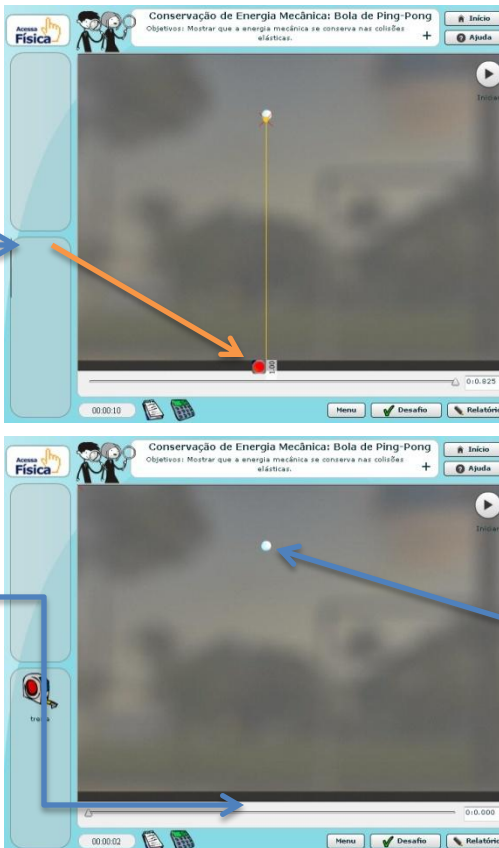 Acessa
Física
Conservação de Energia Mecânica: Bola de Ping-Pong
Objetivos: Mostrar que a energia mecânica se conserva nas colisões
elásticas.
+
Início
Ajuda
Iniciar
1.00
0:0.825
00:00:10
Menu
Desafio
Relatório
Acessa
Física
Conservação de Energia Mecânica: Bola de Ping-Pong
Objetivos: Mostrar que a energia mecânica se conserva nas colisões
elásticas.
+
Início
Ajuda
Iniciar
trena
0:0.000
00:00:02
Menu
Desafio
Relatório